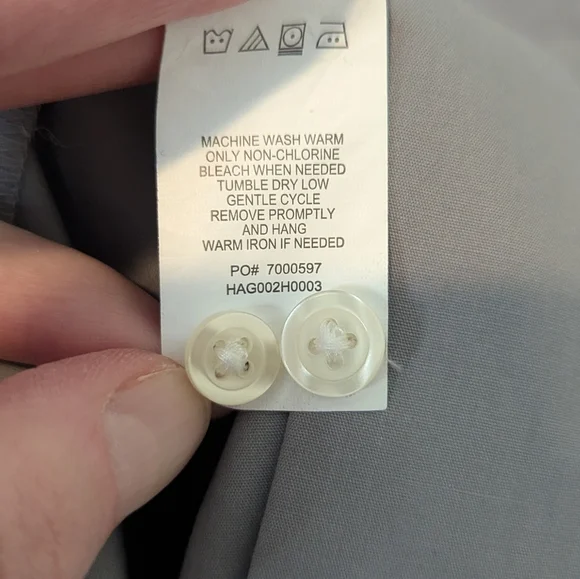 MACHINE WASH WARM
ONLY NON-CHLORINE
BLEACH WHEN NEEDED
TUMBLE DRY LOW
GENTLE CYCLE
REMOVE PROMPTLY
AND HANG
WARM IRON IF NEEDED
PO# 7000597
HAG002H0003